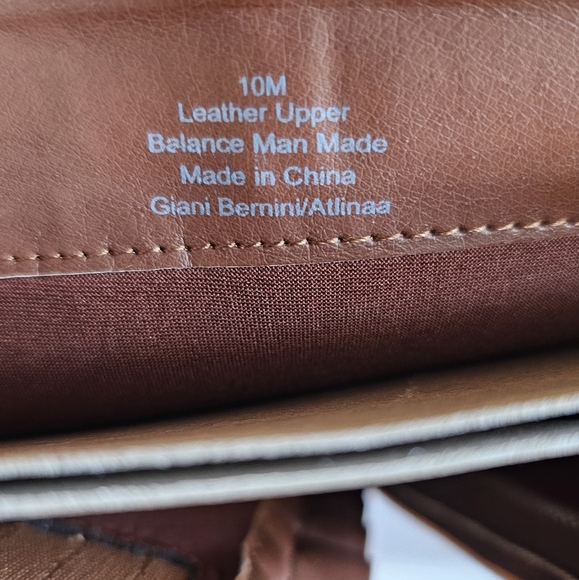 10M
Leather Upper
Balance Man Made
Made in China
Giani Bernini/Atlinaa